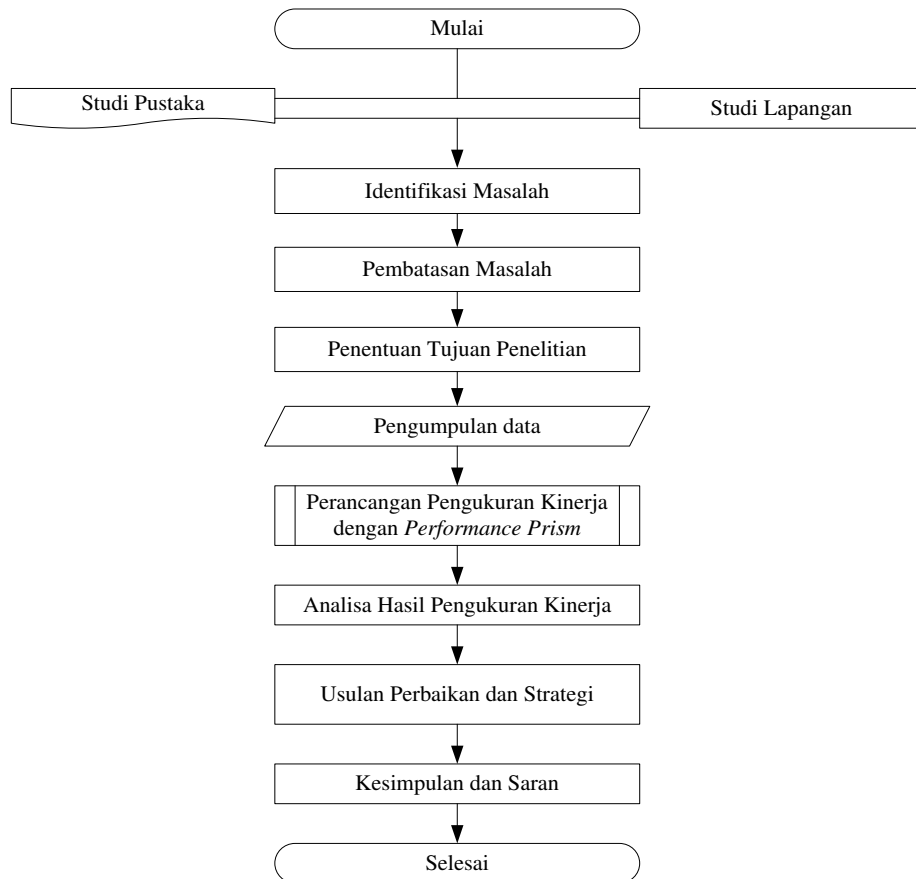 Mulai
Studi Pustaka
Studi Lapangan
Identifikasi Masalah
Pembatasan Masalah
Penentuan Tujuan Penelitian
Pengumpulan data
Perancangan Pengukuran Kinerja
dengan Performance Prism
Analisa Hasil Pengukuran Kinerja
Usulan Perbaikan dan Strategi
Kesimpulan dan Saran
Selesai